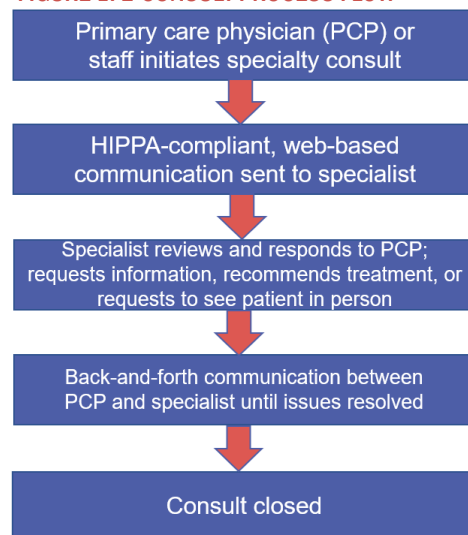 Primary care physician (PCP) or
staff initiates specialty consult
HIPPA-compliant, web-based
communication sent to specialist
Specialist reviews and responds to PCP;
requests information, recommends treatment, or
requests to see patient in person
Back-and-forth communication between
PCP and specialist until issues resolved
Consult closed